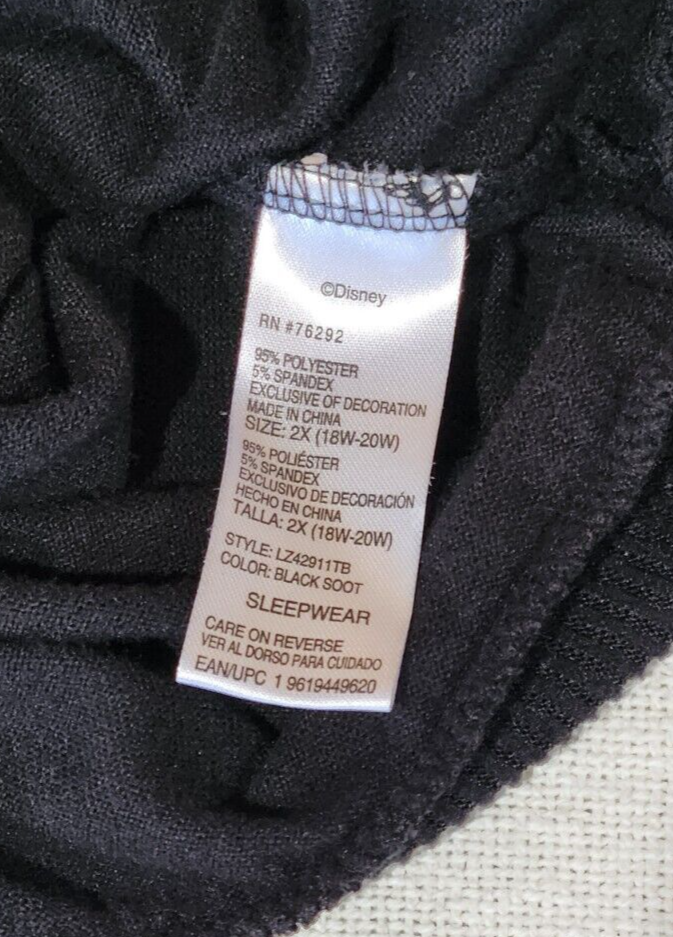 ©Disney
RN #76292
95% POLYESTER
5% SPANDEX
EXCLUSIVE OF DECORATION
MADE IN CHINA
SIZE: 2X (18W-20W)
95% POLIÉSTER
5% SPANDEX
EXCLUSIVO DE DECORACIÓN
HECHO EN CHINA
TALLA: 2X (18W-20W)
STYLE: LZ42911TB
COLOR: BLACK SOOT
SLEEPWEAR
CARE ON REVERSE
VER AL DORSO PARA CUIDADO
EAN/UPC 1 9619449620